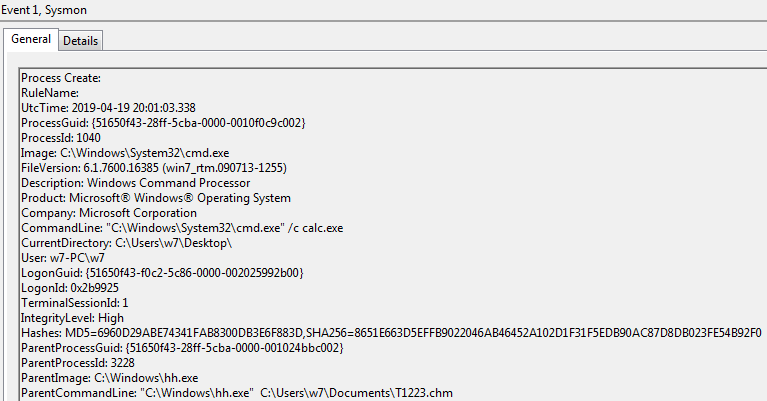 Event 1, Sysmon
General
Details
Process Create:
RuleName:
UtcTime: 2019-04-19 20:01:03.338
ProcessGuid: {51650f43-28ff-5cba-0000-0010f0c9c002}
ProcessId: 1040
Image: C:\Windows\System32\cmd.exe
FileVersion: 6.1.7600.16385 (win7_rtm.090713-1255)
Description: Windows Command Processor
Product: Microsoft® Windows® Operating System
Company: Microsoft Corporation
CommandLine: "C:\Windows\System32\cmd.exe" /c calc.exe
CurrentDirectory: C:\Users\w7\Desktop\
User: w7-PC\w7
LogonGuid: {51650f43-f0c2-5c86-0000-002025992b00}
LogonId: 0x2b9925
TerminalSessionId: 1
IntegrityLevel: High
Hashes: MD5=6960D29ABE74341FAB8300DB3E6F883D,SHA256=8651E663D5EFFB9022046AB46452A102D1F31F5EDB90AC87D8DB023FE54B92F0
ParentProcessGuid: {51650f43-28ff-5cba-0000-001024bbc002}
ParentProcessId: 3228
ParentImage: C:\Windows\hh.exe
ParentCommandLine: "C:\Windows\hh.exe"  C:\Users\w7\Documents\T1223.chm